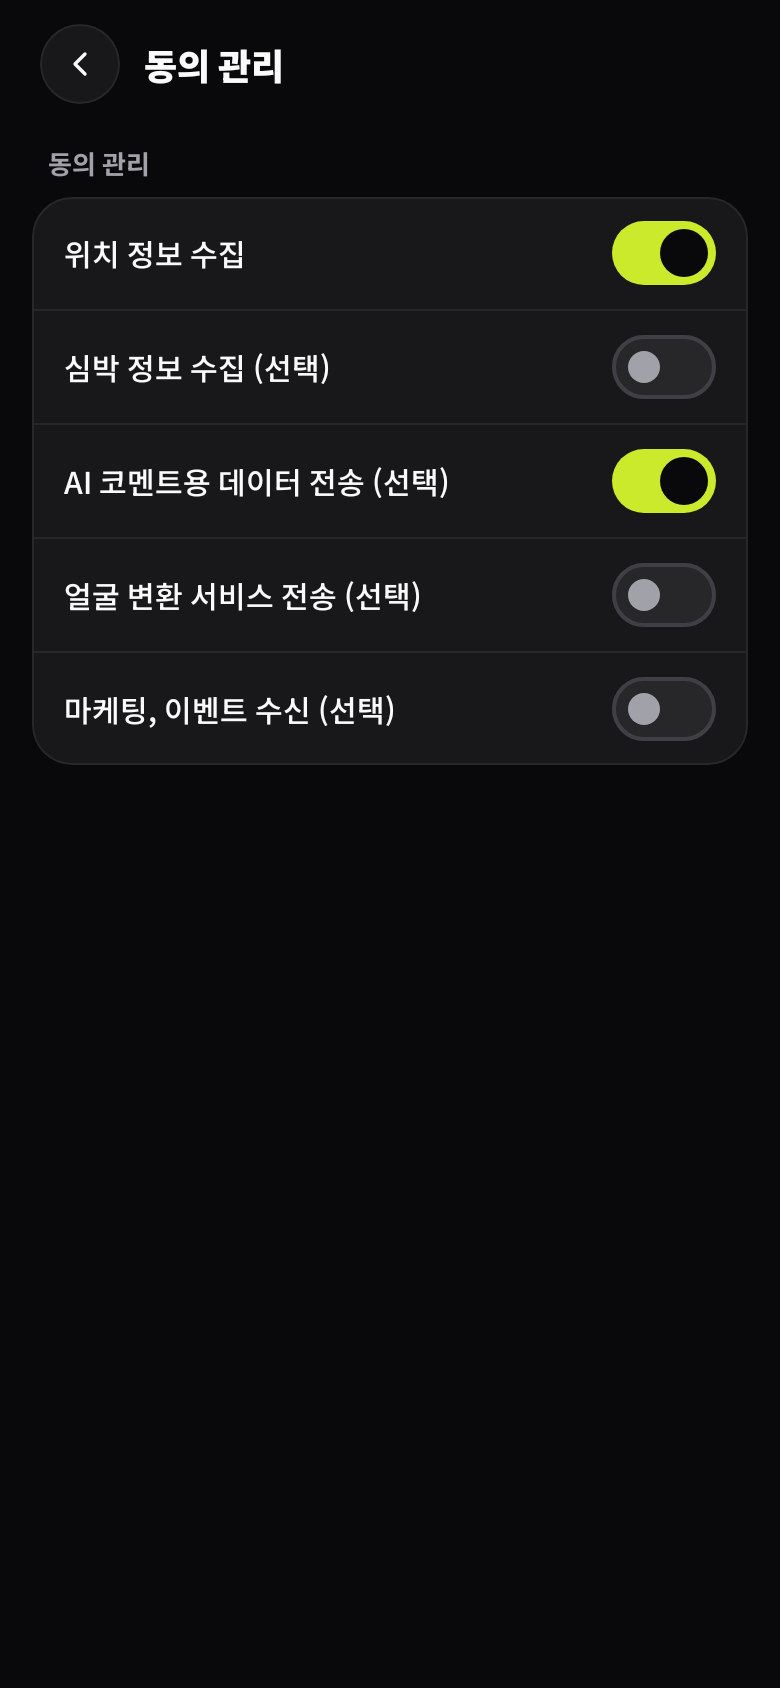 동의 관리
동의 관리
위치 정보 수집
심박 정보 수집 (선택)
AI 코멘트용 데이터 전송 (선택)
얼굴 변환 서비스 전송 (선택)
마케팅, 이벤트 수신 (선택)